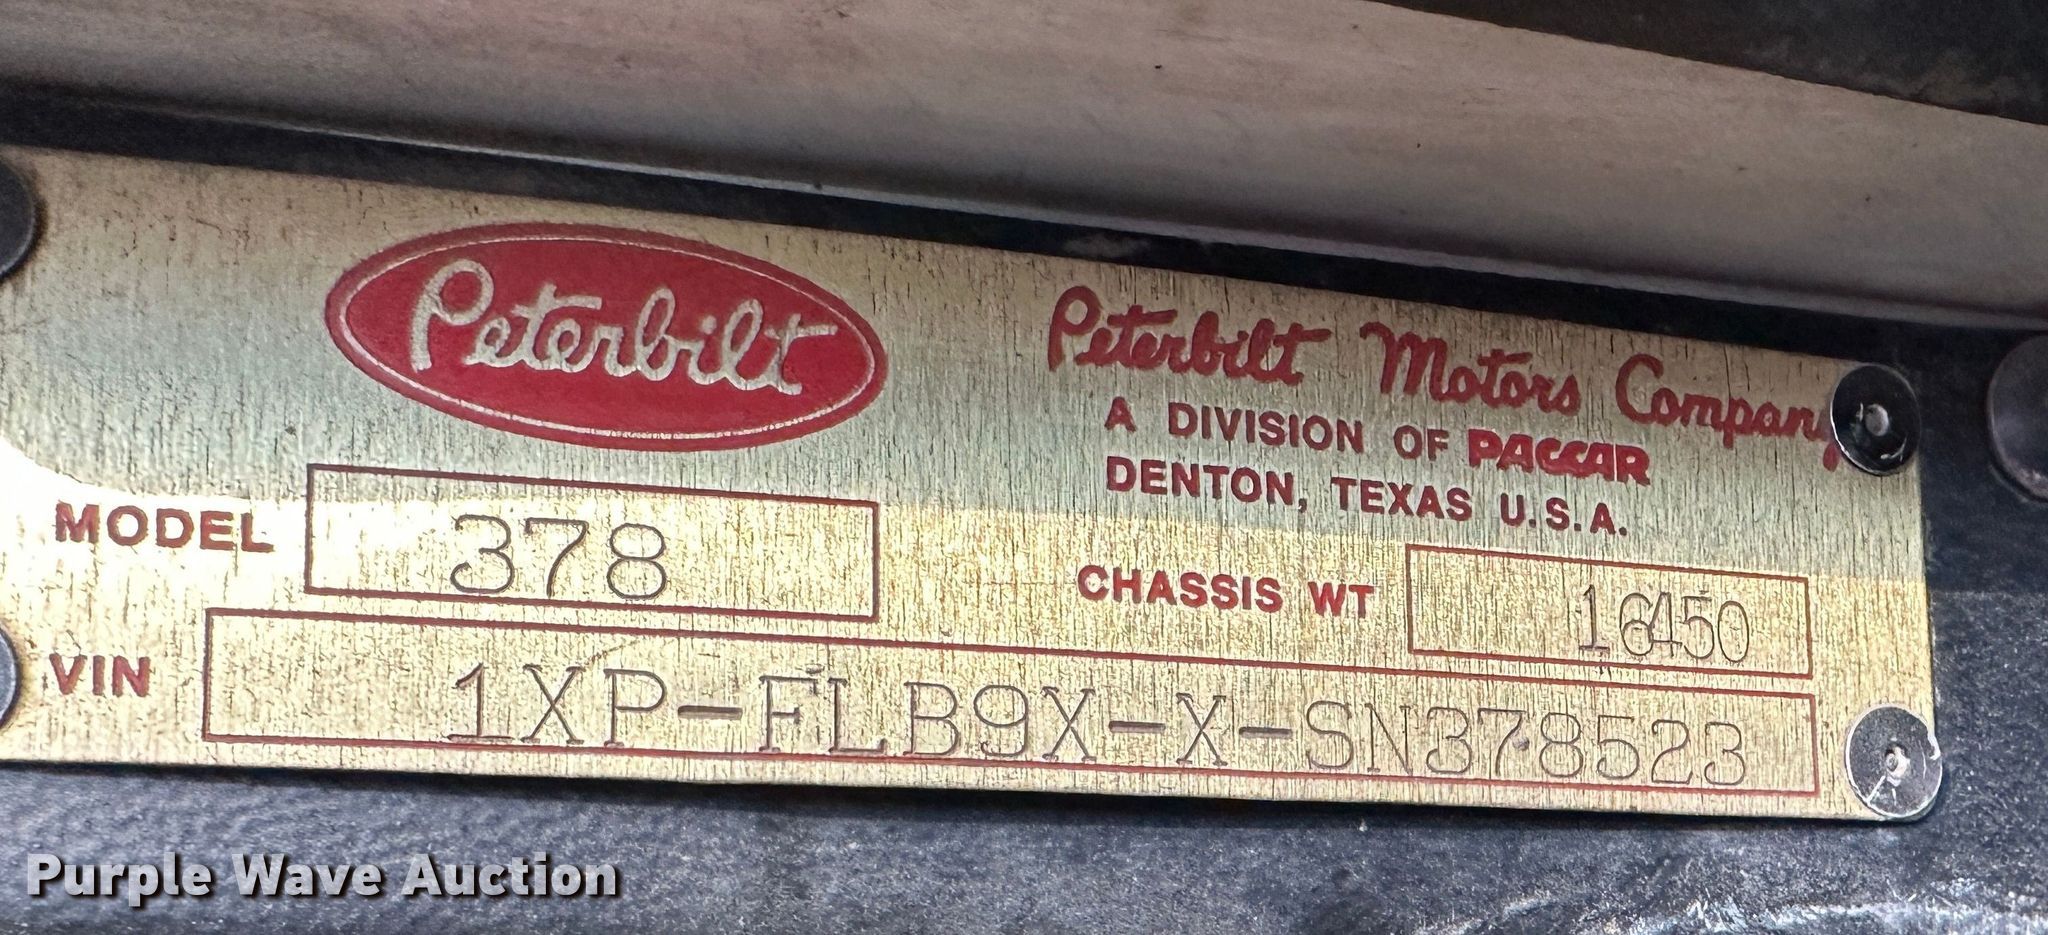 Peterbilt
Peterbilt Motors Company
A DIVISION OF PACCAR
DENTON, TEXAS U.S.A.
MODEL 378
CHASSIS WT 16450
VIN 1XP-FLB9X-X-SN378523
Purple Wave Auction